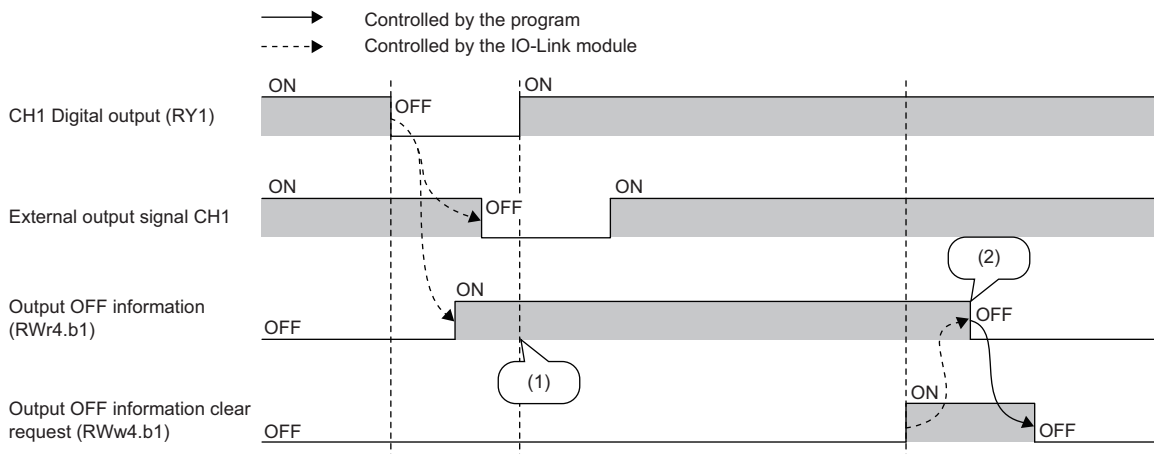 Controlled by the program
Controlled by the IO-Link module
ON
ON
CH1 Digital output (RY1)
OFF
ON
ON
External output signal CH1
OFF
(2)
ON
Output OFF information
(RWr4.b1)
OFF
OFF
(1)
ON
Output OFF information clear
request (RWw4.b1)
OFF
OFF